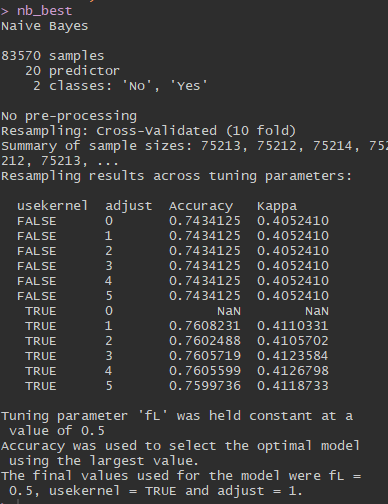 > nb_best
Naive Bayes

83570 samples
   20 predictor
    2 classes: 'No', 'Yes'

No pre-processing
Resampling: Cross-Validated (10 fold)
Summary of sample sizes: 75213, 75212, 75214, 752
212, 75213, ...
Resampling results across tuning parameters:

  usekernel  adjust  Accuracy   Kappa
  FALSE      0       0.7434125  0.4052410
  FALSE      1       0.7434125  0.4052410
  FALSE      2       0.7434125  0.4052410
  FALSE      3       0.7434125  0.4052410
  FALSE      4       0.7434125  0.4052410
  FALSE      5       0.7434125  0.4052410
   TRUE      0             NaN        NaN
   TRUE      1       0.7608231  0.4110331
   TRUE      2       0.7602488  0.4105702
   TRUE      3       0.7605719  0.4123584
   TRUE      4       0.7605599  0.4126798
   TRUE      5       0.7599736  0.4118733

Tuning parameter 'fL' was held constant at a
 value of 0.5
Accuracy was used to select the optimal model
 using the largest value.
The final values used for the model were fL =
 0.5, usekernel = TRUE and adjust = 1.